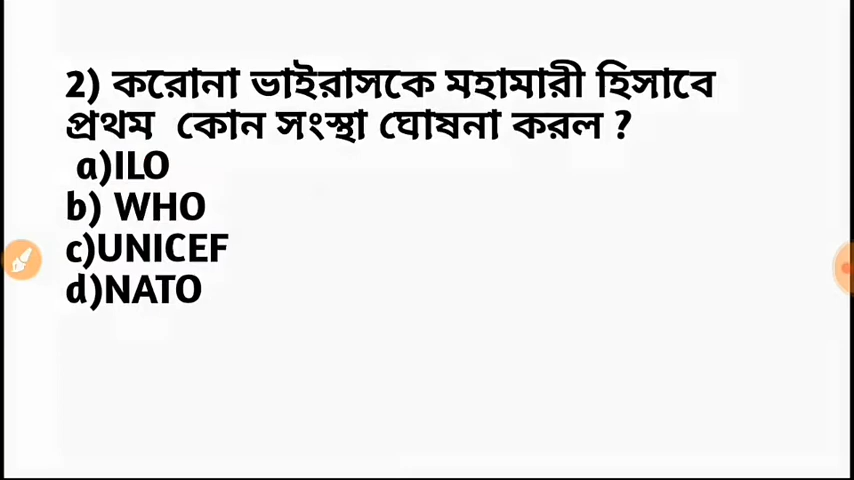 2) করোনা ভাইরাসকে মহামারী হিসাবে
প্রথম কোন সংস্থা ঘোষনা করল ?
a)ILO
b) WHO
c)UNICEF
d)NATO